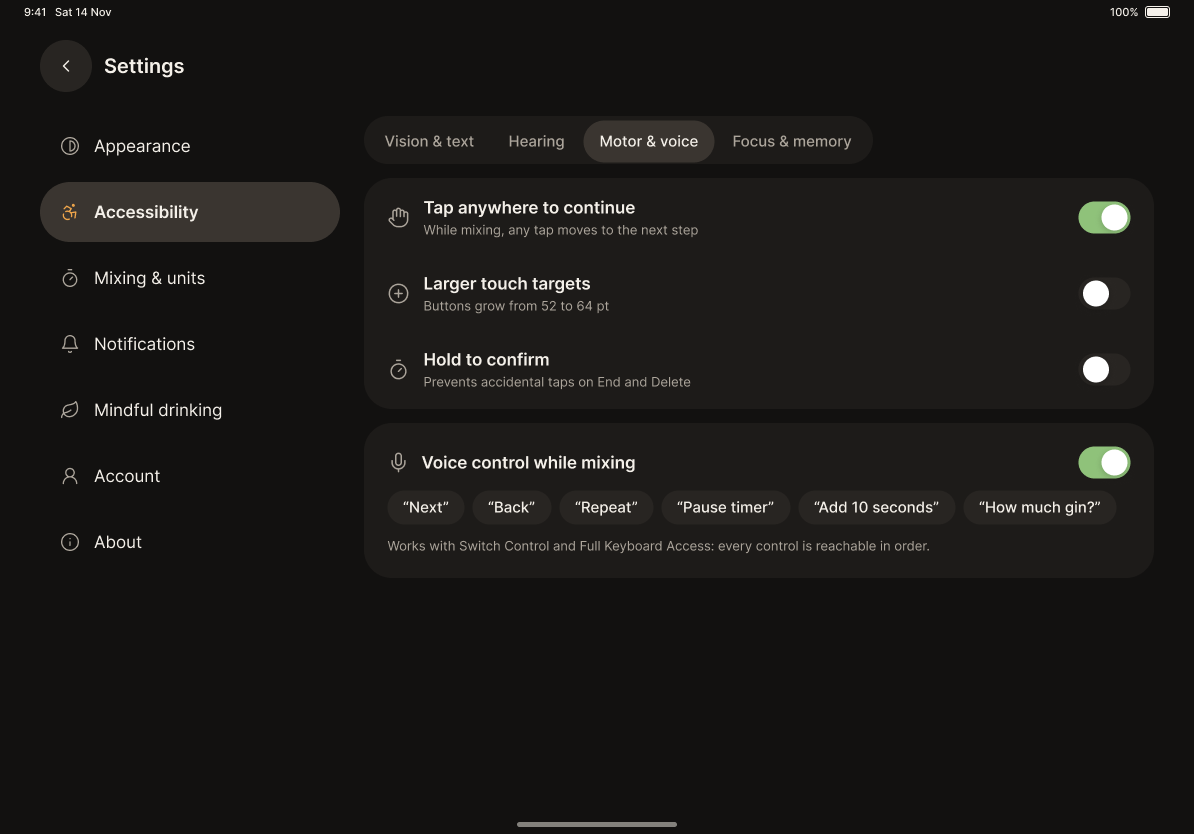 9:41 Sat 14 Nov
100%
Settings
Appearance
Accessibility
Mixing & units
Notifications
Mindful drinking
Account
About
Vision & text
Hearing
Motor & voice
Focus & memory
Tap anywhere to continue
While mixing, any tap moves to the next step
Larger touch targets
Buttons grow from 52 to 64 pt
Hold to confirm
Prevents accidental taps on End and Delete
Voice control while mixing
“Next” “Back” “Repeat” “Pause timer” “Add 10 seconds” “How much gin?”
Works with Switch Control and Full Keyboard Access: every control is reachable in order.